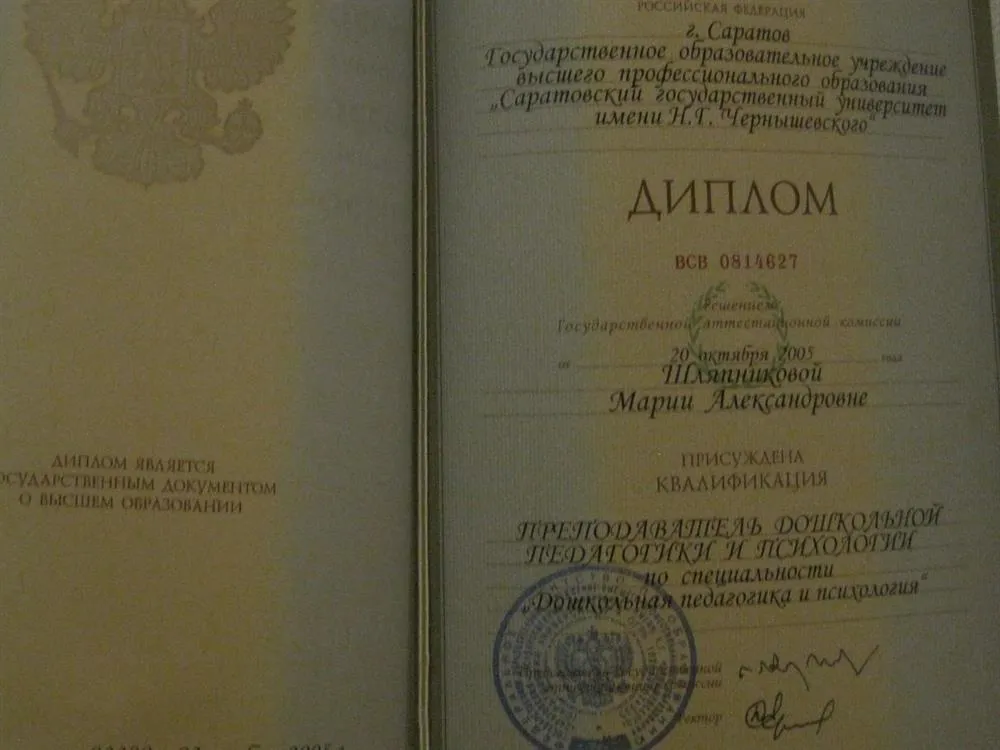 ДИПЛОМ ЯВЛЯЕТСЯ
ГОСУДАРСТВЕННЫМ ДОКУМЕНТОМ
О ВЫСШЕМ ОБРАЗОВАНИИ
РОССИЙСКАЯ ФЕДЕРАЦИЯ
г. Саратов
Государственное образовательное учреждение
высшего профессионального образования
„Саратовский государственный университет
имени Н.Г. Чернышевского"
ДИПЛОМ
ВСВ 0814627
Решением
Государственной аттестационной комиссии
от 20 октября 2005 года
Шляпниковой
Марии Александровне
ПРИСУЖДЕНА
КВАЛИФИКАЦИЯ
ПРЕПОДАВАТЕЛЬ ДОШКОЛЬНОЙ
ПЕДАГОГИКИ И ПСИХОЛОГИИ
по специальности
„Дошкольная педагогика и психология"
Государственной
Ректор